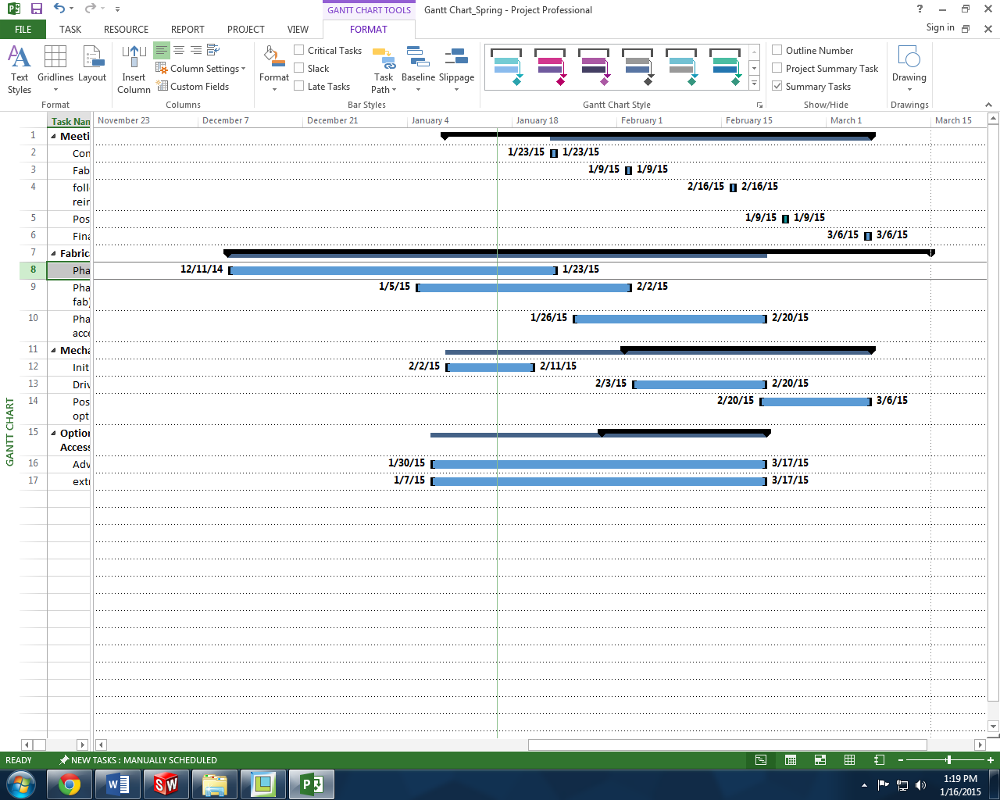 GANTT CHART TOOLS
Gantt Chart_Spring - Project Professional
FILE TASK RESOURCE REPORT PROJECT VIEW FORMAT
Sign in
Text Styles
Gridlines
Layout
Format
Insert Column
Column Settings
Custom Fields
Columns
Format
Critical Tasks
Slack
Late Tasks
Task Path
Baseline
Slippage
Bar Styles
Gantt Chart Style
Outline Number
Project Summary Task
Summary Tasks
Show/Hide
Drawing
Drawings
Task Nam
November 23 December 7 December 21 January 4 January 18 February 1 February 15 March 1 March 15
1 Meeti
2 Con 1/23/15 1/23/15
3 Fab 1/9/15 1/9/15
4 foll 2/16/15 2/16/15
rein
5 Pos 1/9/15 1/9/15
6 Fina 3/6/15 3/6/15
7 Fabrica
8 Pha 12/11/14 1/23/15
9 Pha 1/5/15 2/2/15
fab)
10 Pha 1/26/15 2/20/15
acce
11 Mecha
12 Init 2/2/15 2/11/15
13 Driv 2/3/15 2/20/15
14 Pos 2/20/15 3/6/15
opt
15 Option
Access
16 Adv 1/30/15 3/17/15
17 extr 1/7/15 3/17/15
GANTT CHART
READY NEW TASKS : MANUALLY SCHEDULED
1:19 PM
1/16/2015